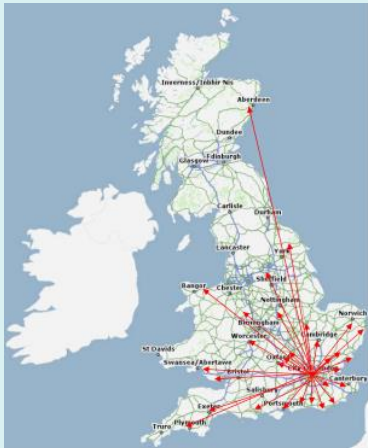 Inverness/Inbhir Nis
Aberdeen
Dundee
Glasgow
Edinburgh
Carlisle
Durham
Lancaster
York
Sheffield
Bangor
Chester
Nottingham
Norwich
Birmingham
Worcester
Cambridge
St Davids
Oxford
Swansea/Abertawe
Bristol
Canterbury
Salisbury
Exeter
Portsmouth
Plymouth
Truro